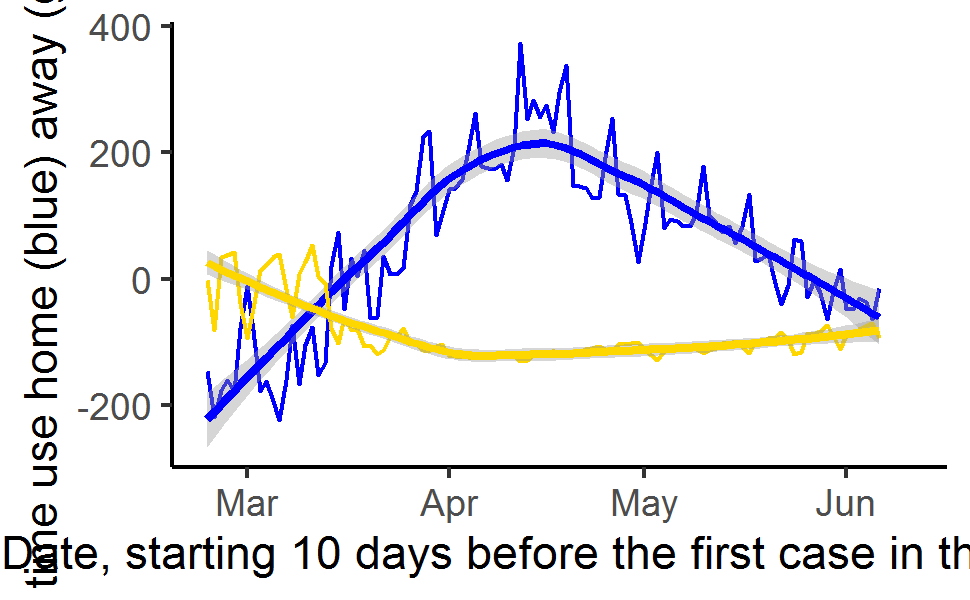 400
200
0
-200
time use home (blue) away (g
Mar Apr May Jun
Date, starting 10 days before the first case in th